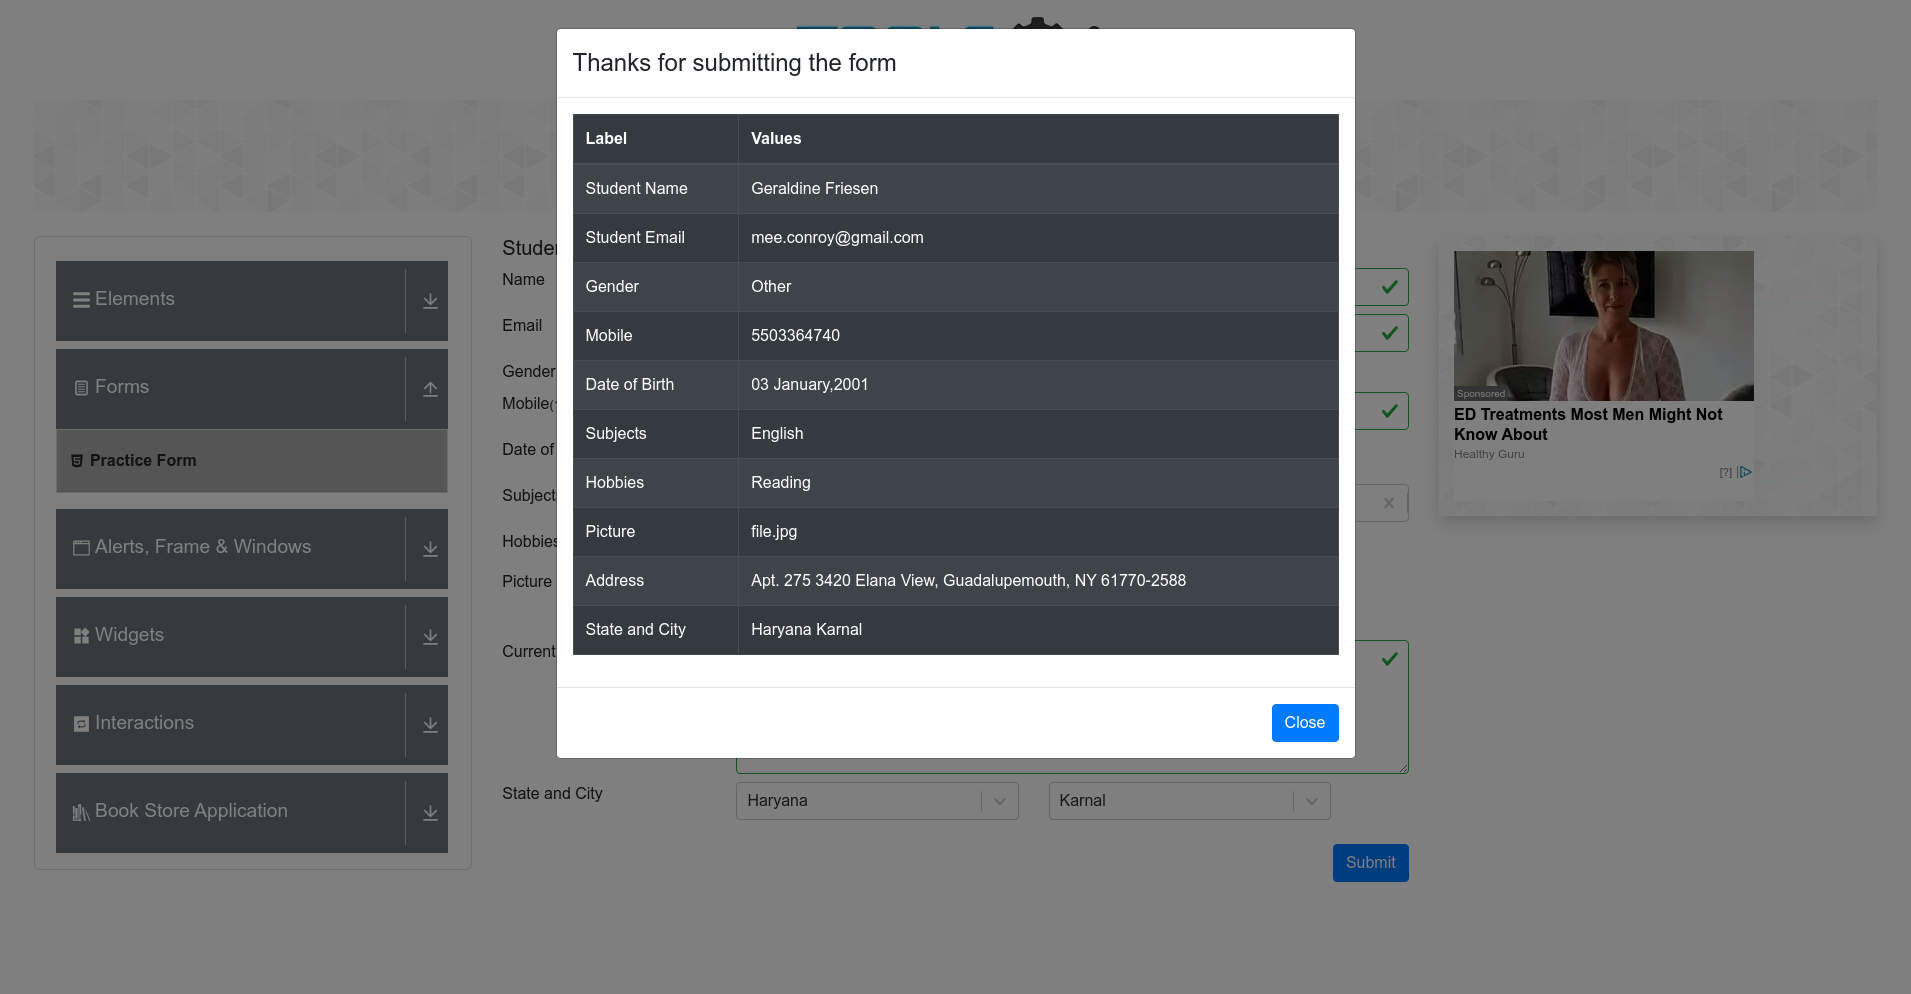 Thanks for submitting the form
Label Values
Student Name Geraldine Friesen
Student Email mee.conroy@gmail.com
Gender Other
Mobile 5503364740
Date of Birth 03 January,2001
Subjects English
Hobbies Reading
Picture file.jpg
Address Apt. 275 3420 Elana View, Guadalupemouth, NY 61770-2588
State and City Haryana Karnal
Close
Elements
Forms
Practice Form
Alerts, Frame & Windows
Widgets
Interactions
Book Store Application
Name
Email
Gender
Mobile
Date of
Hobbies
Picture
Current
State and City
Haryana
Karnal
Submit
Sponsored
ED Treatments Most Men Might Not
Know About
Healthy Guru
[?]